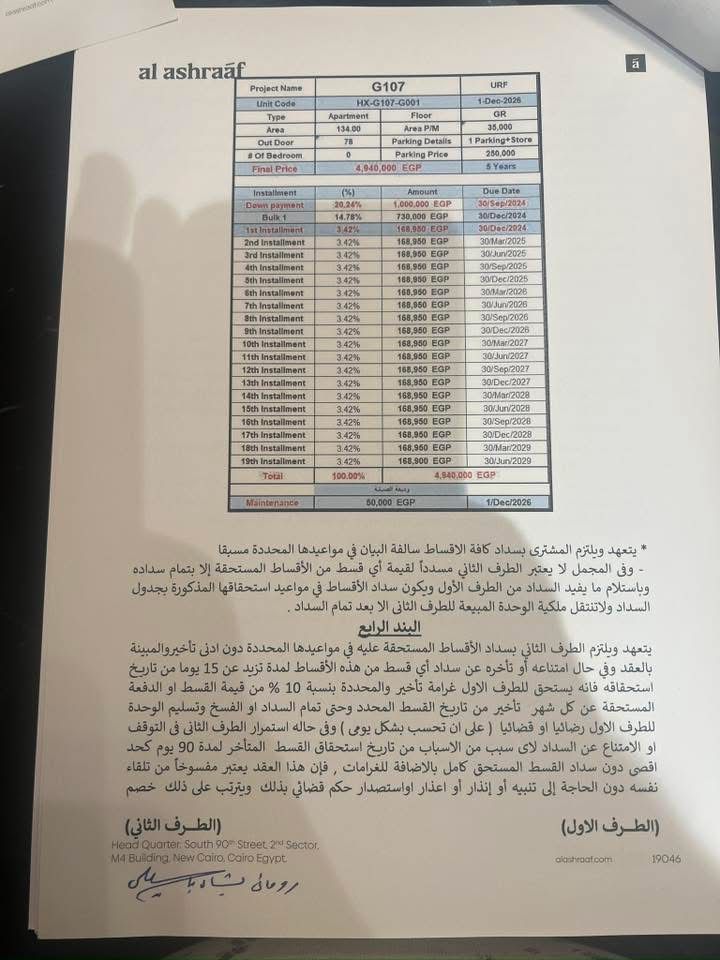 alashraaf.com
al ashraaf
á
Project Name G107 URF
Unit Code HX-G107-G001 1-Dec-2026
Type Apartment Floor GR
Area 134.00 Area P/M 35,000
Out Door 78 Parking Details 1 Parking+Store
# Of Bedroom 0 Parking Price 250,000
Final Price 4,940,000 EGP 5 Years
Installment (%) Amount Due Date
Down payment 20.24% 1,000,000 EGP 30/Sep/2024
Bulk 1 14.78% 730,000 EGP 30/Dec/2024
1st Installment 3.42% 168,950 EGP 30/Dec/2024
2nd Installment 3.42% 168,950 EGP 30/Mar/2025
3rd Installment 3.42% 168,950 EGP 30/Jun/2025
4th Installment 3.42% 168,950 EGP 30/Sep/2025
5th Installment 3.42% 168,950 EGP 30/Dec/2025
6th Installment 3.42% 168,950 EGP 30/Mar/2026
7th Installment 3.42% 168,950 EGP 30/Jun/2026
8th Installment 3.42% 168,950 EGP 30/Sep/2026
9th Installment 3.42% 168,950 EGP 30/Dec/2026
10th Installment 3.42% 168,950 EGP 30/Mar/2027
11th Installment 3.42% 168,950 EGP 30/Jun/2027
12th Installment 3.42% 168,950 EGP 30/Sep/2027
13th Installment 3.42% 168,950 EGP 30/Dec/2027
14th Installment 3.42% 168,950 EGP 30/Mar/2028
15th Installment 3.42% 168,950 EGP 30/Jun/2028
16th Installment 3.42% 168,950 EGP 30/Sep/2028
17th Installment 3.42% 168,950 EGP 30/Dec/2028
18th Installment 3.42% 168,950 EGP 30/Mar/2029
19th Installment 3.42% 168,900 EGP 30/Jun/2029
Total 100.00% 4,940,000 EGP
وديعة الصيانة
Maintenance 50,000 EGP 1/Dec/2026
* يتعهد ويلتزم المشترى بسداد كافة الاقساط سالفة البيان في مواعيدها المحددة مسبقا
- وفى المجمل لا يعتبر الطرف الثاني مسدداً لقيمة أي قسط من الأقساط المستحقة إلا بتمام سداده
وباستلام ما يفيد السداد من الطرف الأول ويكون سداد الأقساط في مواعيد استحقاقها المذكورة بجدول
السداد ولاتنتقل ملكية الوحدة المبيعة للطرف الثانى الا بعد تمام السداد .
البند الرابع
يتعهد ويلتزم الطرف الثاني بسداد الأقساط المستحقة عليه في مواعيدها المحددة دون ادنى تأخيروالمبينة
بالعقد وفي حال امتناعه أو تأخره عن سداد أي قسط من هذه الأقساط لمدة تزيد عن 15 يوما من تاريخ
استحقاقه فانه يستحق للطرف الاول غرامة تأخير والمحددة بنسبة 10 % من قيمة القسط او الدفعة
المستحقة عن كل شهر تأخير من تاريخ القسط المحدد وحتى تمام السداد او الفسخ وتسليم الوحدة
للطرف الاول رضائيا او قضائيا ( على ان تحسب بشكل يومى ) وفى حاله استمرار الطرف الثانى فى التوقف
او الامتناع عن السداد لاى سبب من الاسباب من تاريخ استحقاق القسط المتأخر لمدة 90 يوم كحد
اقصى دون سداد القسط المستحق كامل بالاضافة للغرامات , فإن هذا العقد يعتبر مفسوخاً من تلقاء
نفسه دون الحاجة إلى تنبيه أو إنذار أو اعذار اواستصدار حكم قضائي بذلك ويترتب على ذلك خصم
(الطرف الاول) (الطرف الثاني)
Head Quarter. South 90th Street, 2nd Sector,
M4 Building, New Cairo, Cairo Egypt.
alashraaf.com 19046